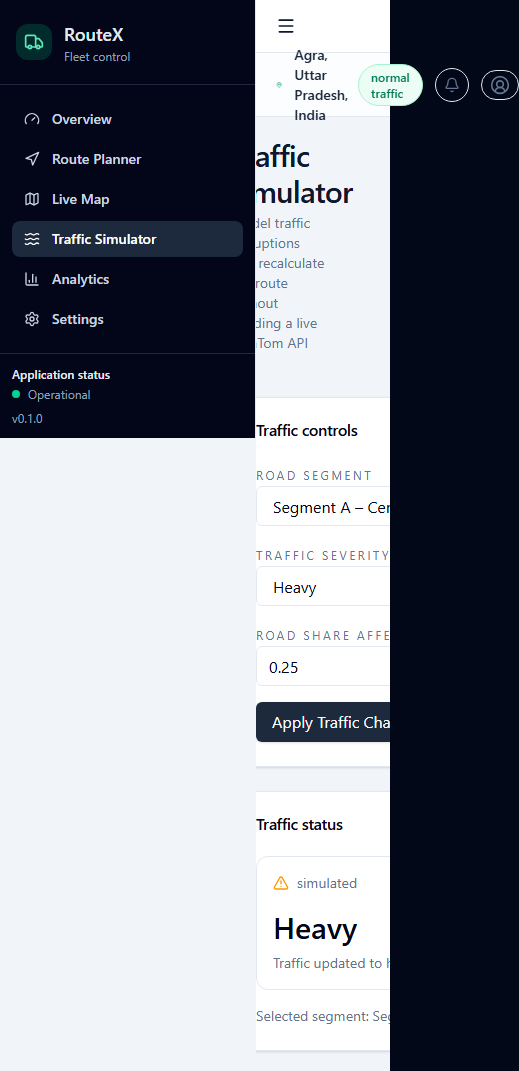 RouteX
Fleet control
Overview
Route Planner
Live Map
Traffic Simulator
Analytics
Settings
Application status
Operational
v0.1.0
Agra,
Uttar
Pradesh,
India
normal
traffic
affic
mulator
del traffic
uptions
recalculate
route
out
ding a live
Tom API
Traffic controls
ROAD SEGMENT
Segment A – Cen
TRAFFIC SEVERITY
Heavy
ROAD SHARE AFFE
0.25
Apply Traffic Cha
Traffic status
simulated
Heavy
Traffic updated to h
Selected segment: Seg